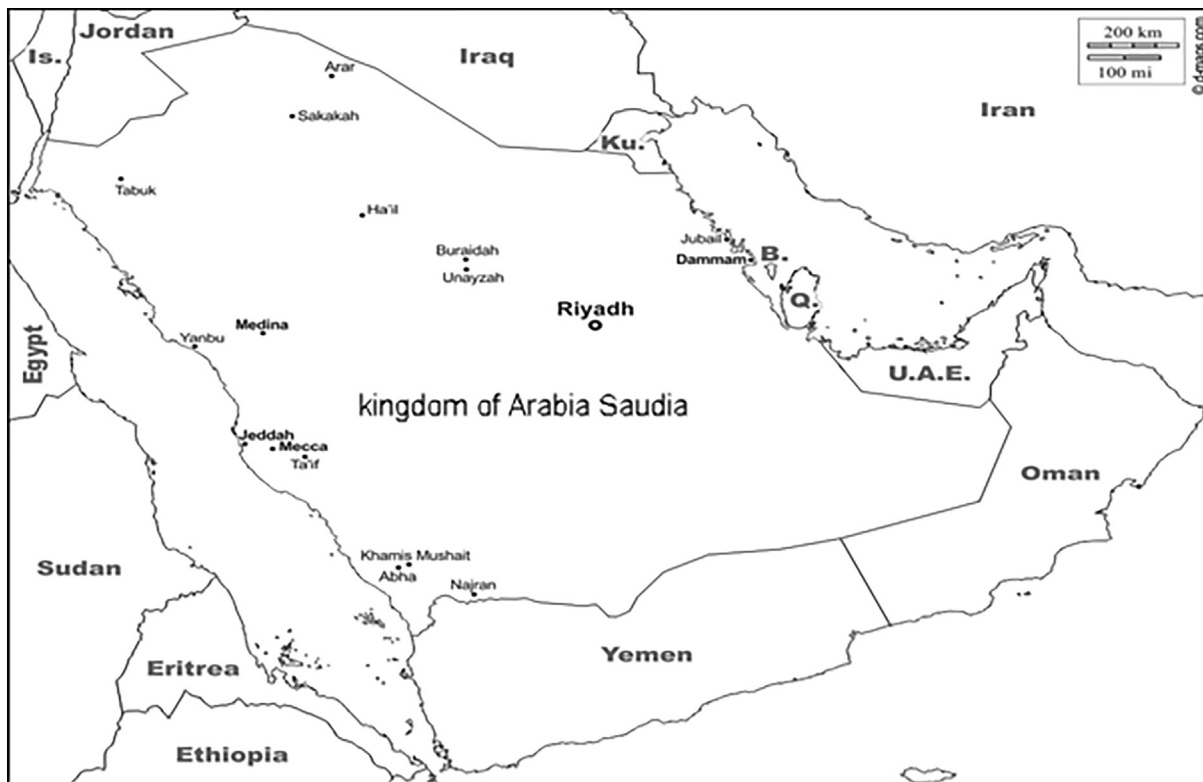 Jordan
Is.
Iraq
200 km
100 mi
© d-maps.com
Iran
Arar
Sakakah
Ku.
Tabuk
Ha'il
Jubail
B.
Buraidah
Unayzah
Dammam
Q.
Riyadh
Medina
Yanbu
Egypt
U.A.E.
kingdom of Arabia Saudia
Jeddah
Mecca
Ta'if
Oman
Khamis Mushait
Abha
Najran
Sudan
Yemen
Eritrea
Ethiopia